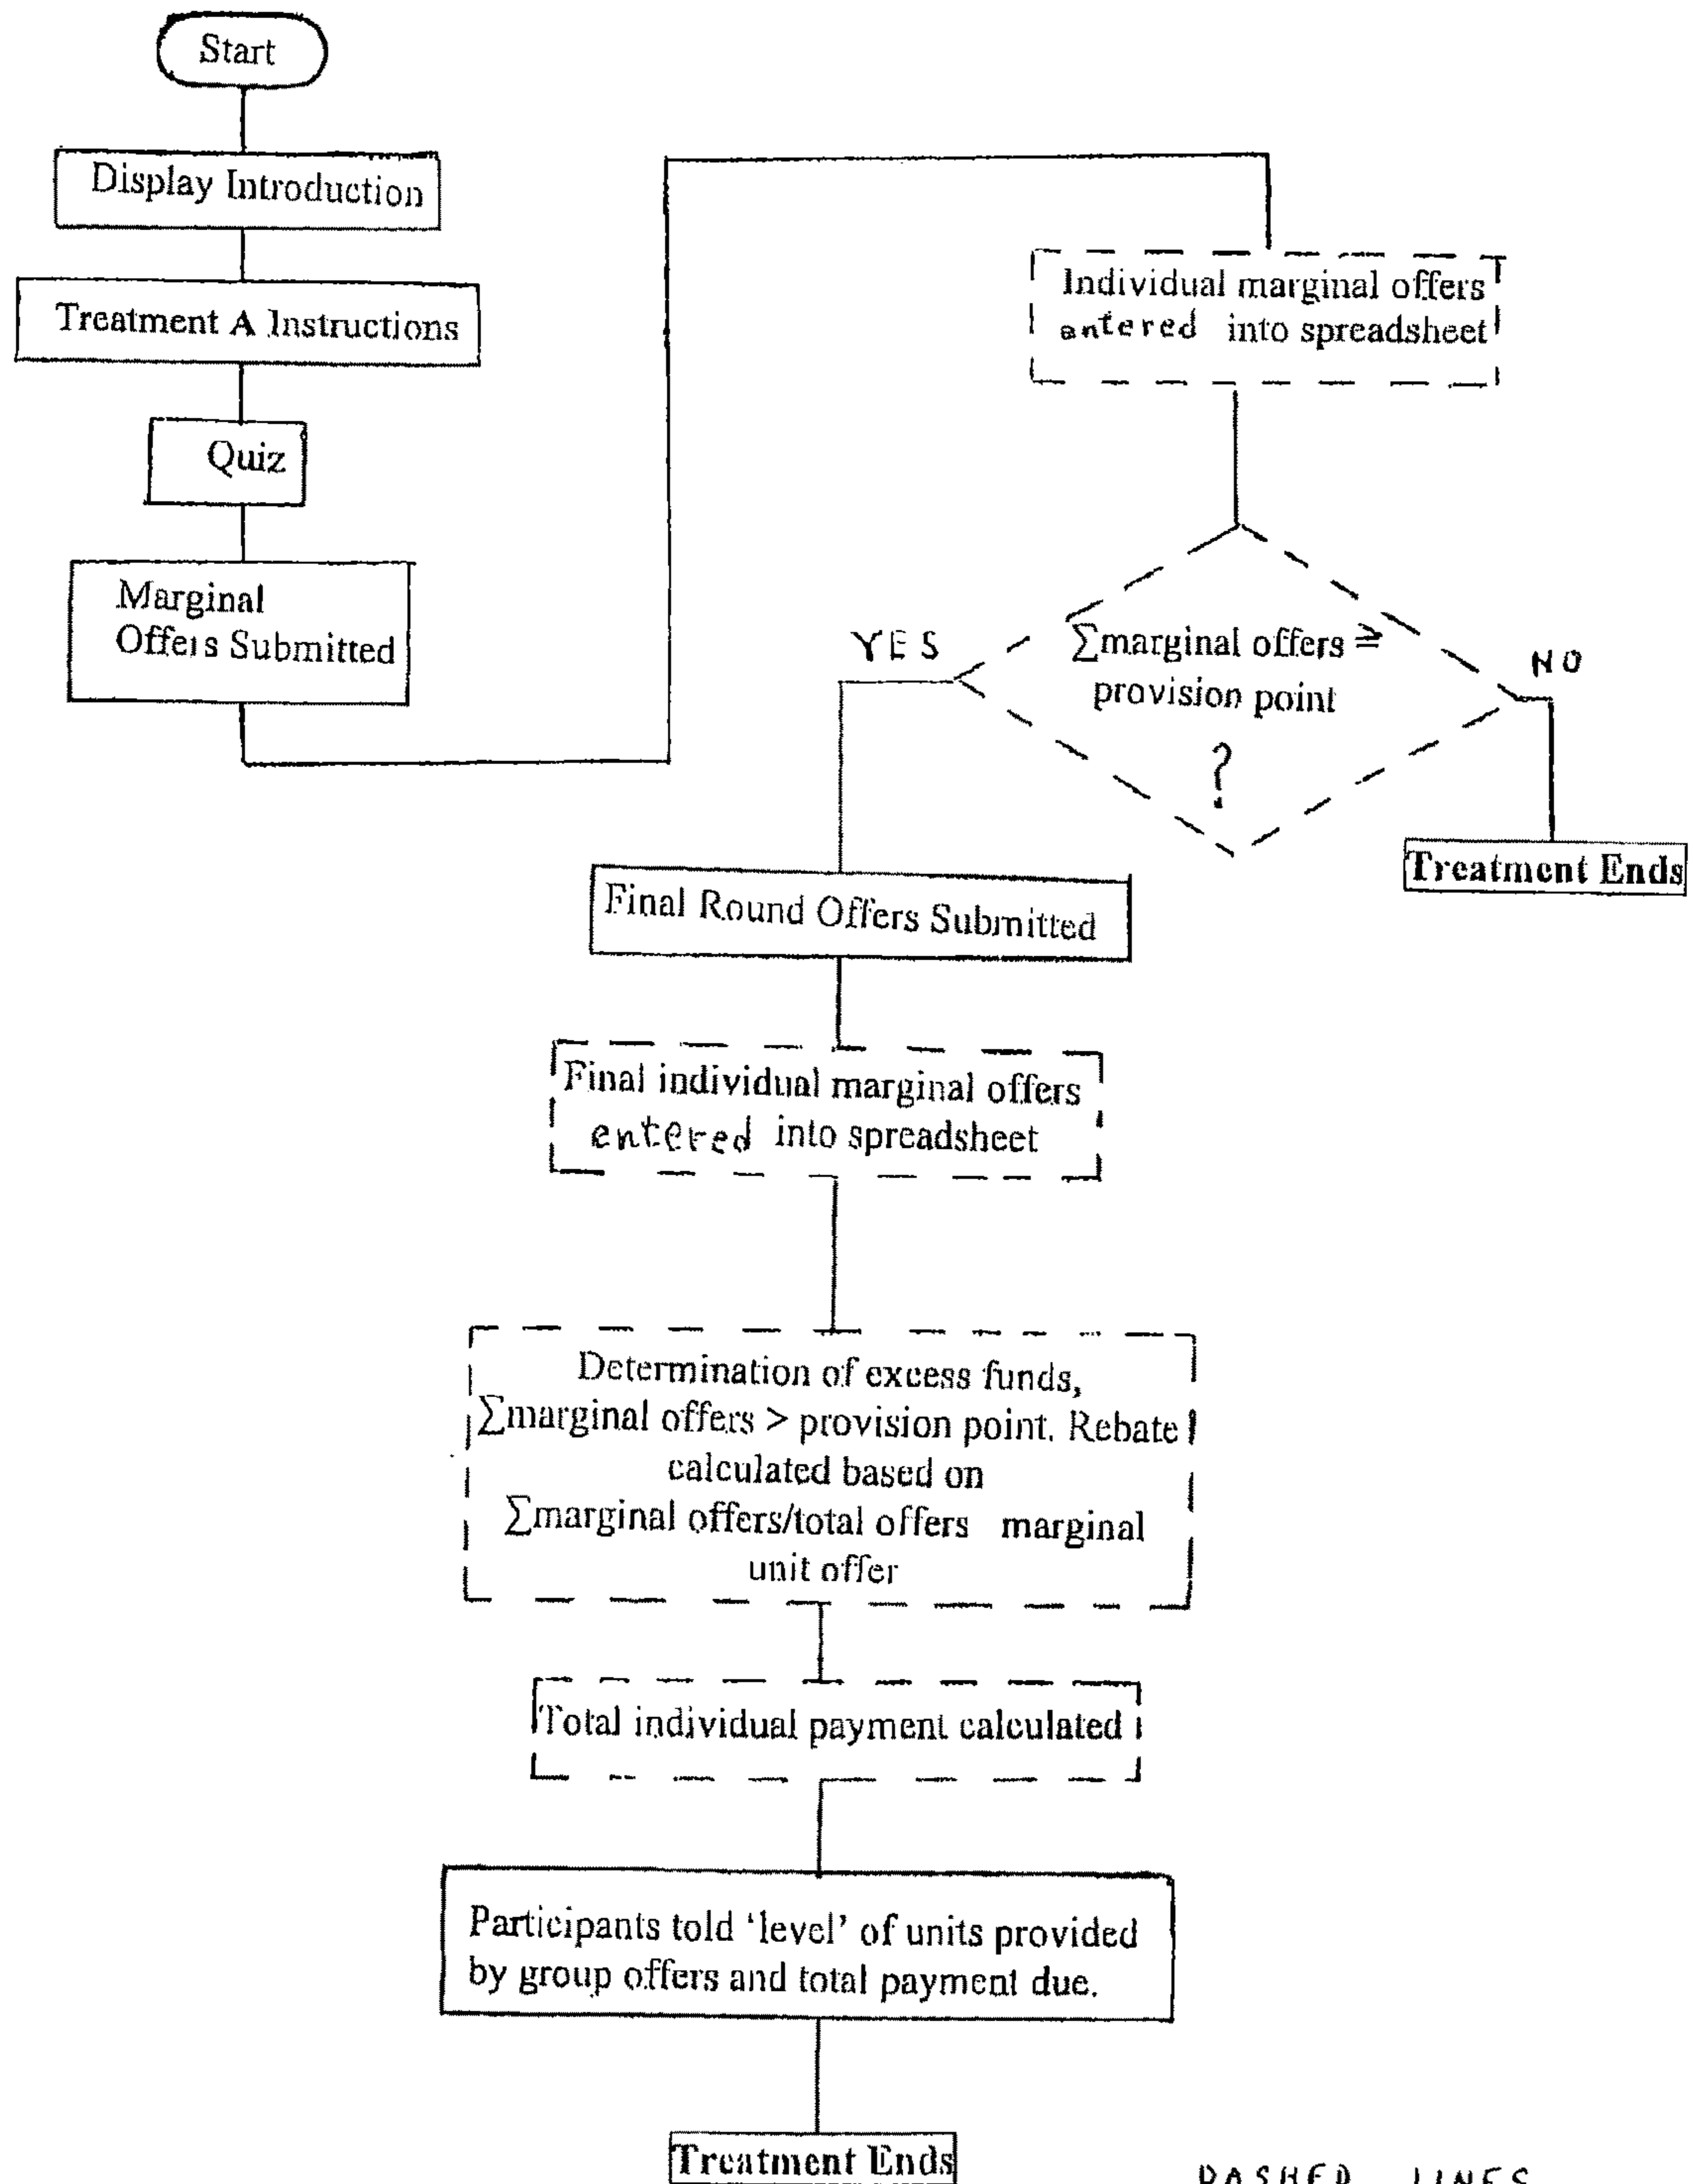 Start
Display Introduction
Treatment A Instructions
Quiz
Marginal
Offers Submitted
Individual marginal offers
entered into spreadsheet
∑marginal offers ≥
provision point
?
YES
NO
Treatment Ends
Final Round Offers Submitted
Final individual marginal offers
entered into spreadsheet
Determination of excess funds,
∑marginal offers > provision point. Rebate
calculated based on
∑marginal offers/total offers marginal
unit offer
Total individual payment calculated
Participants told ‘level’ of units provided
by group offers and total payment due.
Treatment Ends
DASHED LINES